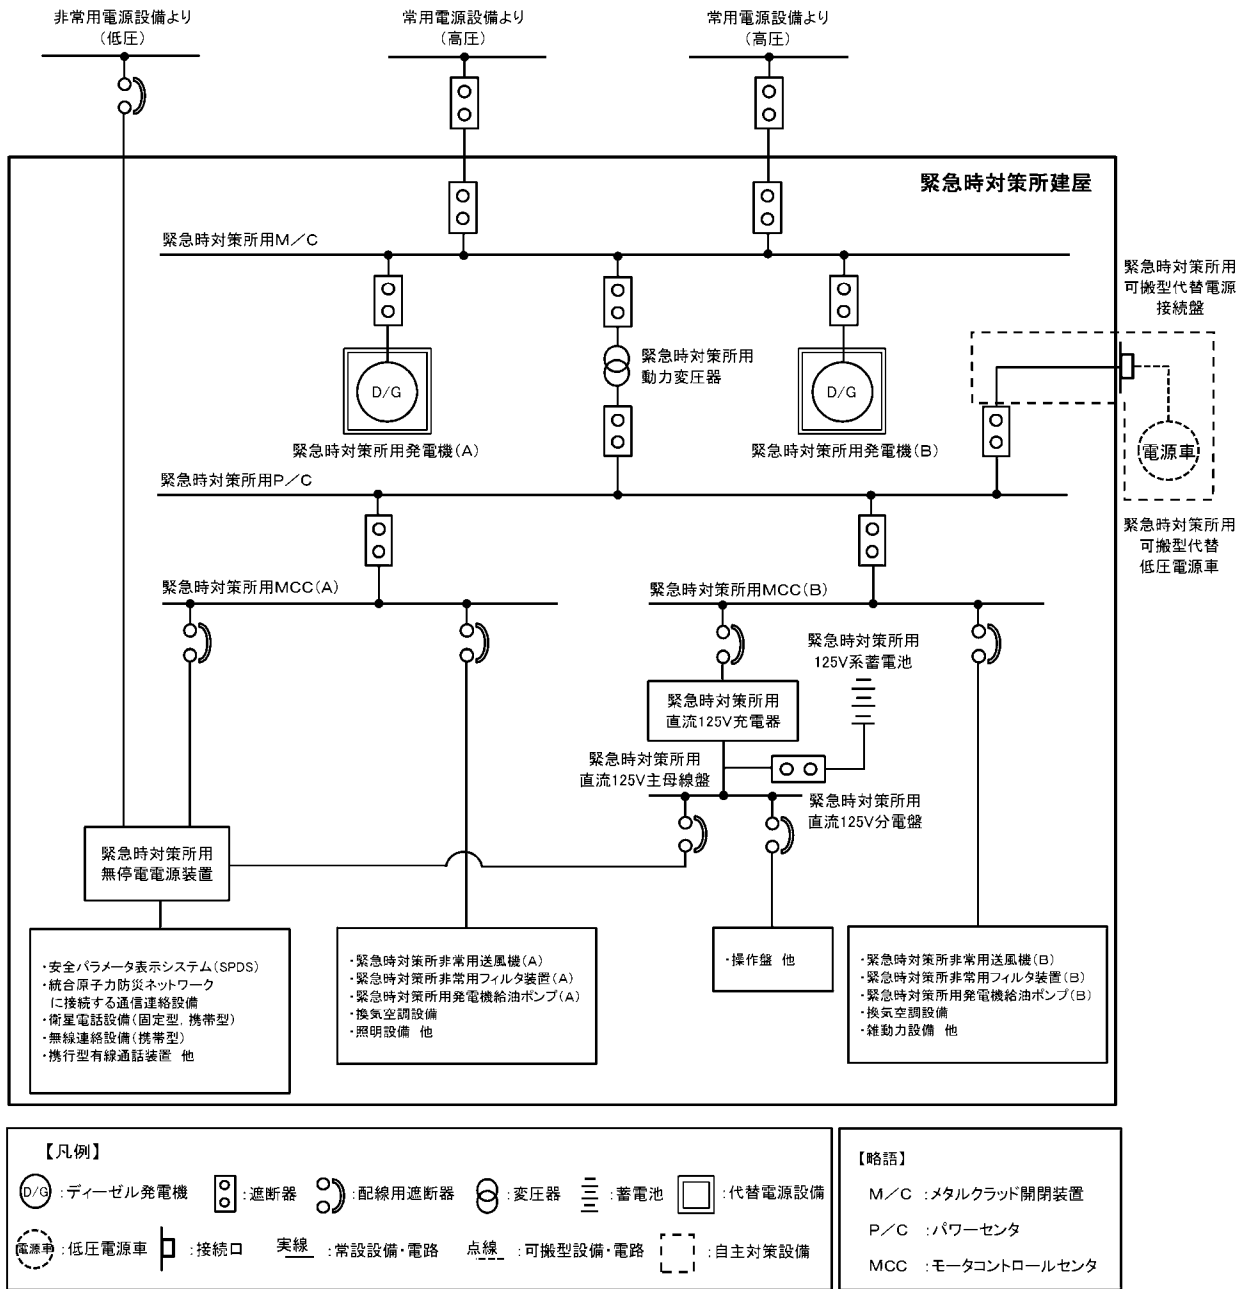 非常用電源設備より
(低圧)
常用電源設備より
(高圧)
常用電源設備より
(高圧)
緊急時対策所建屋
緊急時対策所用M/C
緊急時対策所用
可搬型代替電源
接続盤
緊急時対策所用
動力変圧器
D/G
D/G
緊急時対策所用発電機(A)
緊急時対策所用発電機(B)
電源車
緊急時対策所用P/C
緊急時対策所用
可搬型代替
低圧電源車
緊急時対策所用MCC(A)
緊急時対策所用MCC(B)
緊急時対策所用
125V系蓄電池
緊急時対策所用
直流125V充電器
緊急時対策所用
直流125V主母線盤
緊急時対策所用
直流125V分電盤
緊急時対策所用
無停電電源装置
・安全パラメータ表示システム(SPDS)
・統合原子力防災ネットワーク
に接続する通信連絡設備
・衛星電話設備(固定型,携帯型)
・無線連絡設備(携帯型)
・携行型有線通話装置 他
・緊急時対策所非常用送風機(A)
・緊急時対策所非常用フィルタ装置(A)
・緊急時対策所用発電機給油ポンプ(A)
・換気空調設備
・照明設備 他
・操作盤 他
・緊急時対策所非常用送風機(B)
・緊急時対策所非常用フィルタ装置(B)
・緊急時対策所用発電機給油ポンプ(B)
・換気空調設備
・雑動力設備 他
【凡例】
D/G :ディーゼル発電機 :遮断器 :配線用遮断器 :変圧器 :蓄電池 :代替電源設備
電源車 :低圧電源車 :接続口 実線 :常設設備・電路 点線 :可搬型設備・電路 :自主対策設備
【略語】
M/C :メタルクラッド開閉装置
P/C :パワーセンタ
MCC :モータコントロールセンタ